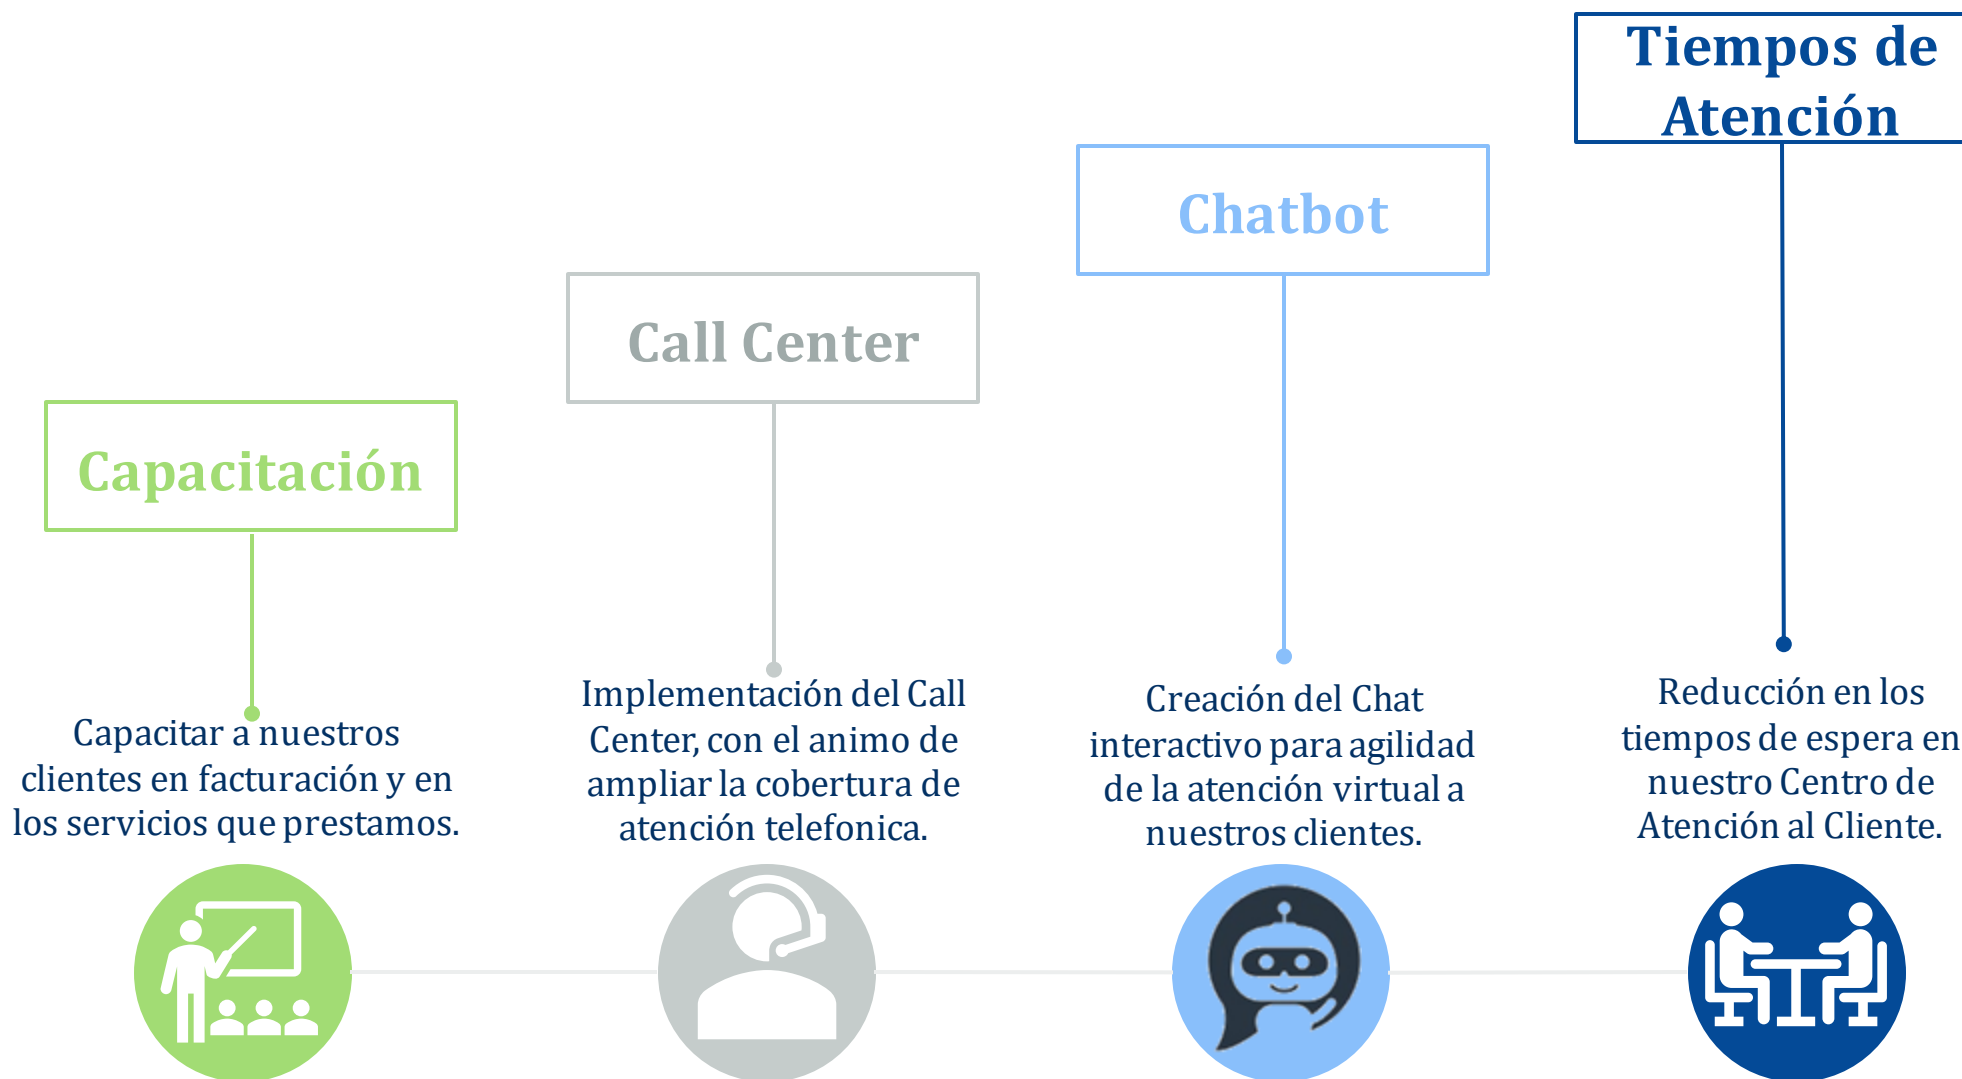 Capacitación
Capacitar a nuestros
clientes en facturación y en
los servicios que prestamos.
Call Center
Implementación del Call
Center, con el animo de
ampliar la cobertura de
atención telefonica.
Chatbot
Creación del Chat
interactivo para agilidad
de la atención virtual a
nuestros clientes.
Tiempos de
Atención
Reducción en los
tiempos de espera en
nuestro Centro de
Atención al Cliente.